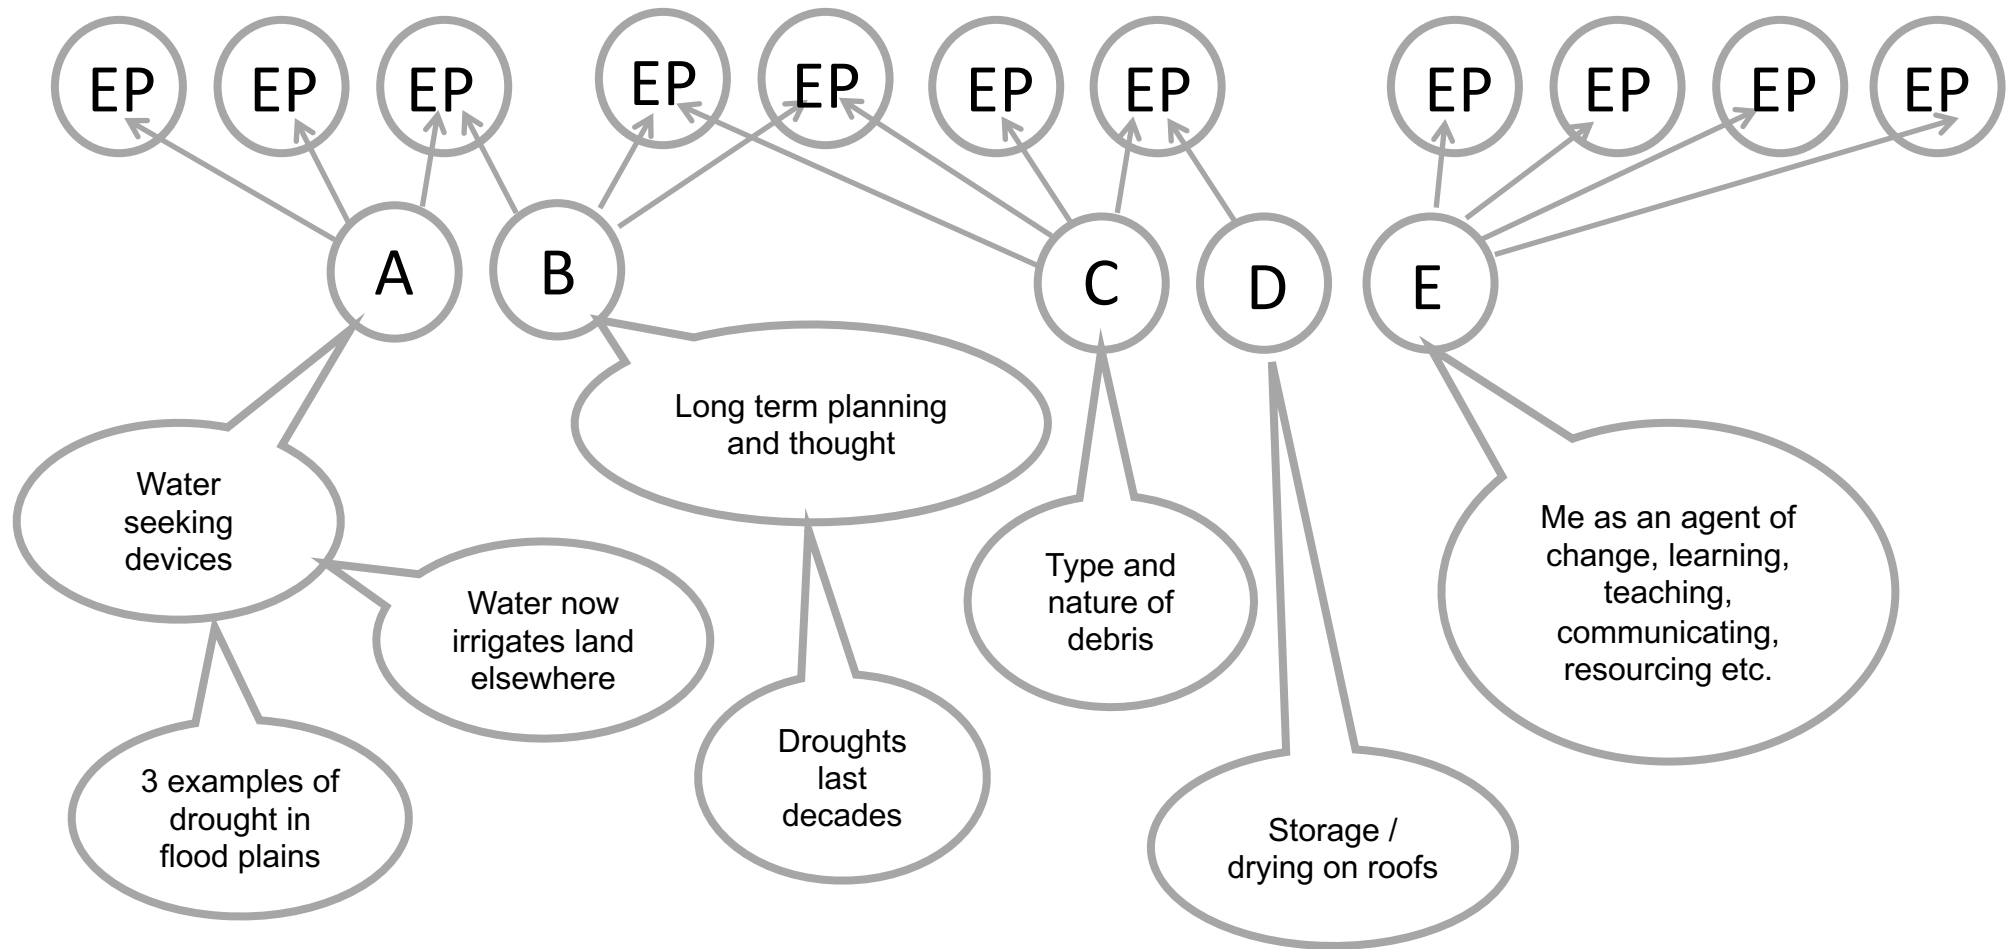 EP EP EP EP EP EP EP EP EP EP EP
A B C D E
Long term planning
and thought
Water
seeking
devices
Water now
irrigates land
elsewhere
Type and
nature of
debris
Me as an agent of
change, learning,
teaching,
communicating,
resourcing etc.
3 examples of
drought in
flood plains
Droughts
last
decades
Storage /
drying on roofs